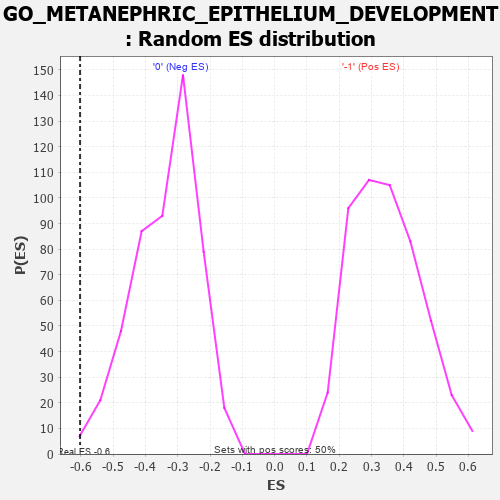 GO_METANEPHRIC_EPITHELIUM_DEVELOPMENT
: Random ES distribution
'0' (Neg ES)
'-1' (Pos ES)
150
140
130
120
110
100
90
80
70
60
50
40
30
20
10
0
P(ES)
Real ES -0.6
Sets with pos scores: 50%
-0.6 -0.5 -0.4 -0.3 -0.2 -0.1 0.0 0.1 0.2 0.3 0.4 0.5 0.6
ES